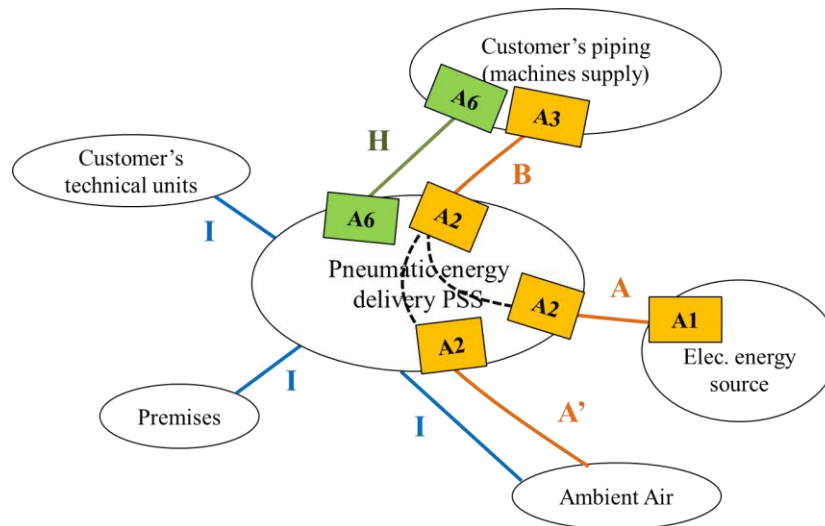 Customer’s piping
(machines supply)
A6
A3
H
B
Customer’s
technical units
I
A6
A2
Pneumatic energy
delivery PSS
A2
A
A1
Elec. energy
source
A2
I
Premises
I
A’
Ambient Air